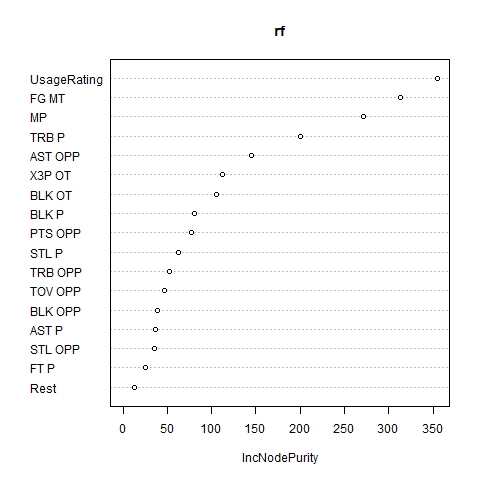 rf
UsageRating
FG MT
MP
TRB P
AST OPP
X3P OT
BLK OT
BLK P
PTS OPP
STL P
TRB OPP
TOV OPP
BLK OPP
AST P
STL OPP
FT P
Rest
0 50 100 150 200 250 300 350
IncNodePurity